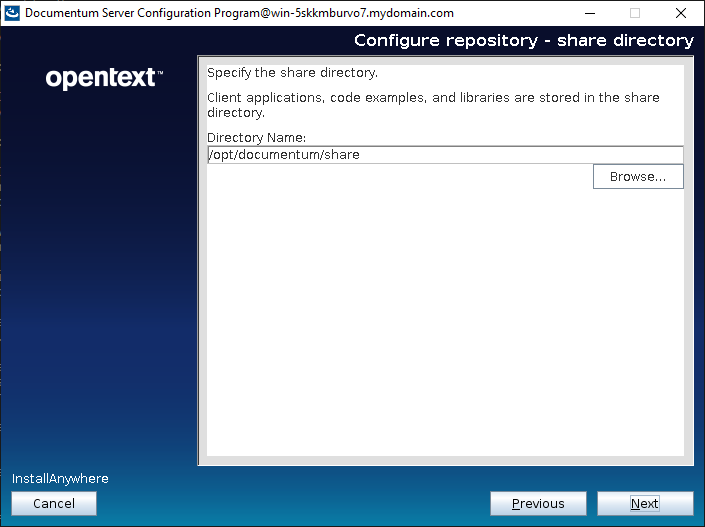 Documentum Server Configuration Program@win-5skkmburvo7.mydomain.com
Configure repository - share directory
opentext™
Specify the share directory.
Client applications, code examples, and libraries are stored in the share
directory.
Directory Name:
/opt/documentum/share
Browse...
InstallAnywhere
Cancel
Previous
Next